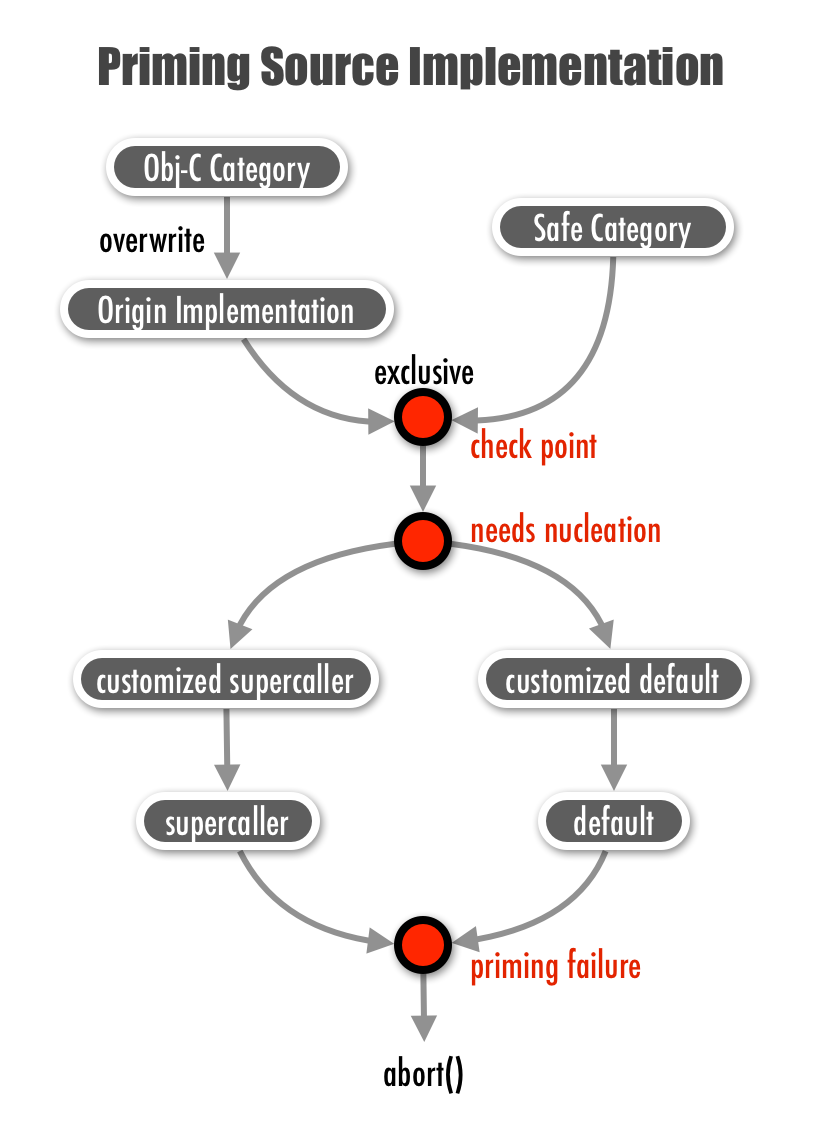 Priming Source Implementation
Obj-C Category
Safe Category
overwrite
Origin Implementation
exclusive
check point
needs nucleation
customized supercaller
customized default
supercaller
default
priming failure
abort()